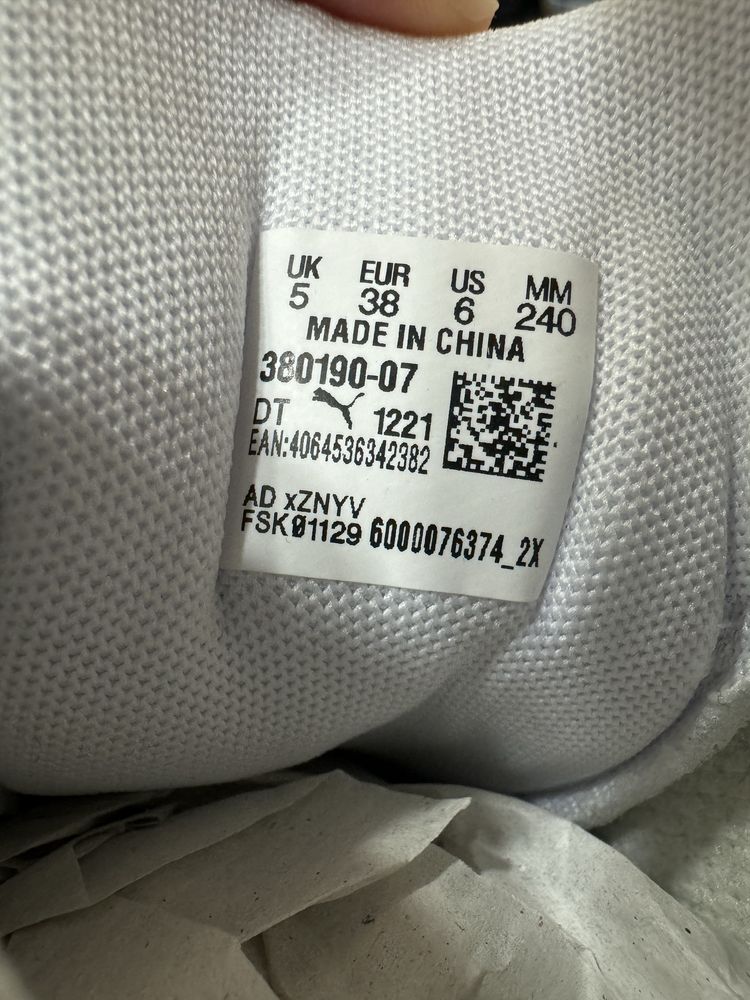 UK EUR US MM
5 38 6 240
MADE IN CHINA
380190-07
DT 1221
EAN:4064536342382
AD xZNYV
FSK01129 6000076374_2X